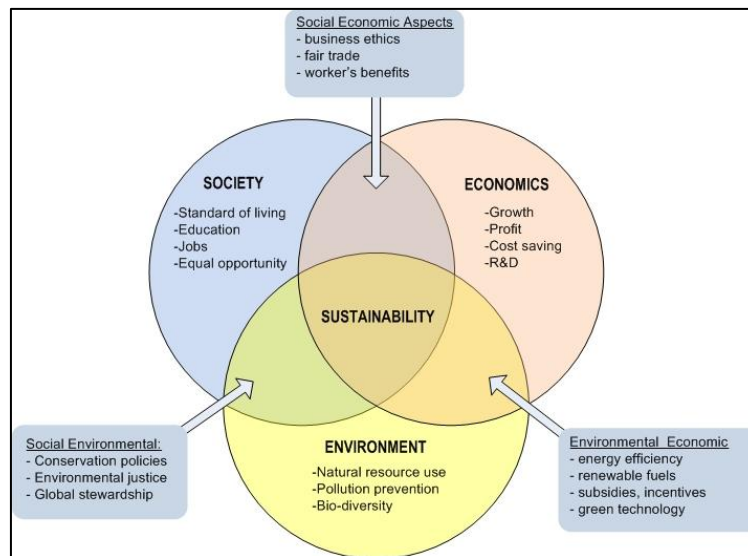 Social Economic Aspects
- business ethics
- fair trade
- worker's benefits
SOCIETY
-Standard of living
-Education
-Jobs
-Equal opportunity
ECONOMICS
-Growth
-Profit
-Cost saving
-R&D
SUSTAINABILITY
Social Environmental:
- Conservation policies
- Environmental justice
- Global stewardship
ENVIRONMENT
-Natural resource use
-Pollution prevention
-Bio-diversity
Environmental Economic
- energy efficiency
- renewable fuels
- subsidies, incentives
- green technology